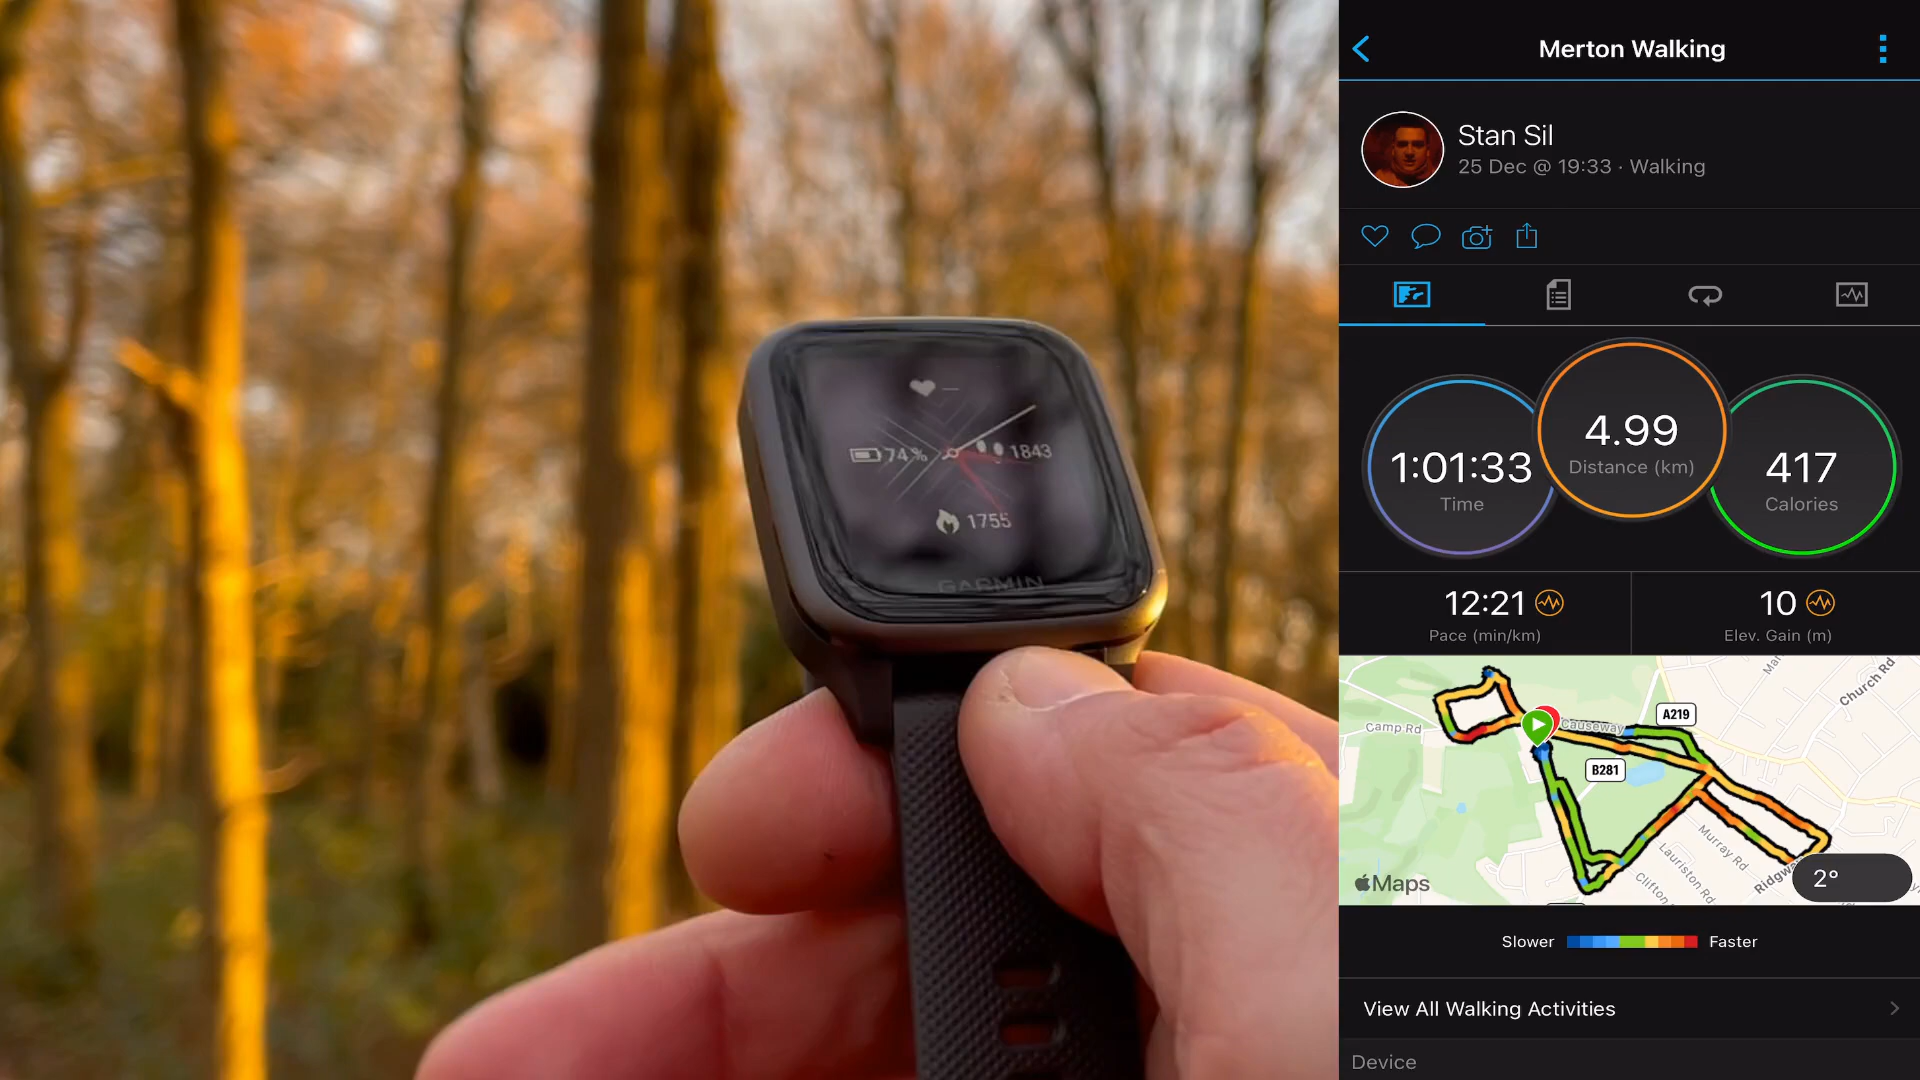 74%
1843
1755
GARMIN
Merton Walking
Stan Sil
25 Dec @ 19:33 · Walking
4.99
Distance (km)
1:01:33
Time
417
Calories
12:21
Pace (min/km)
10
Elev. Gain (m)
Church Rd
A219
Camp Rd
Causeway
B281
Murray Rd
Lauriston Rd
Clifton
Ridgw
Maps
2°
Slower
Faster
View All Walking Activities
Device